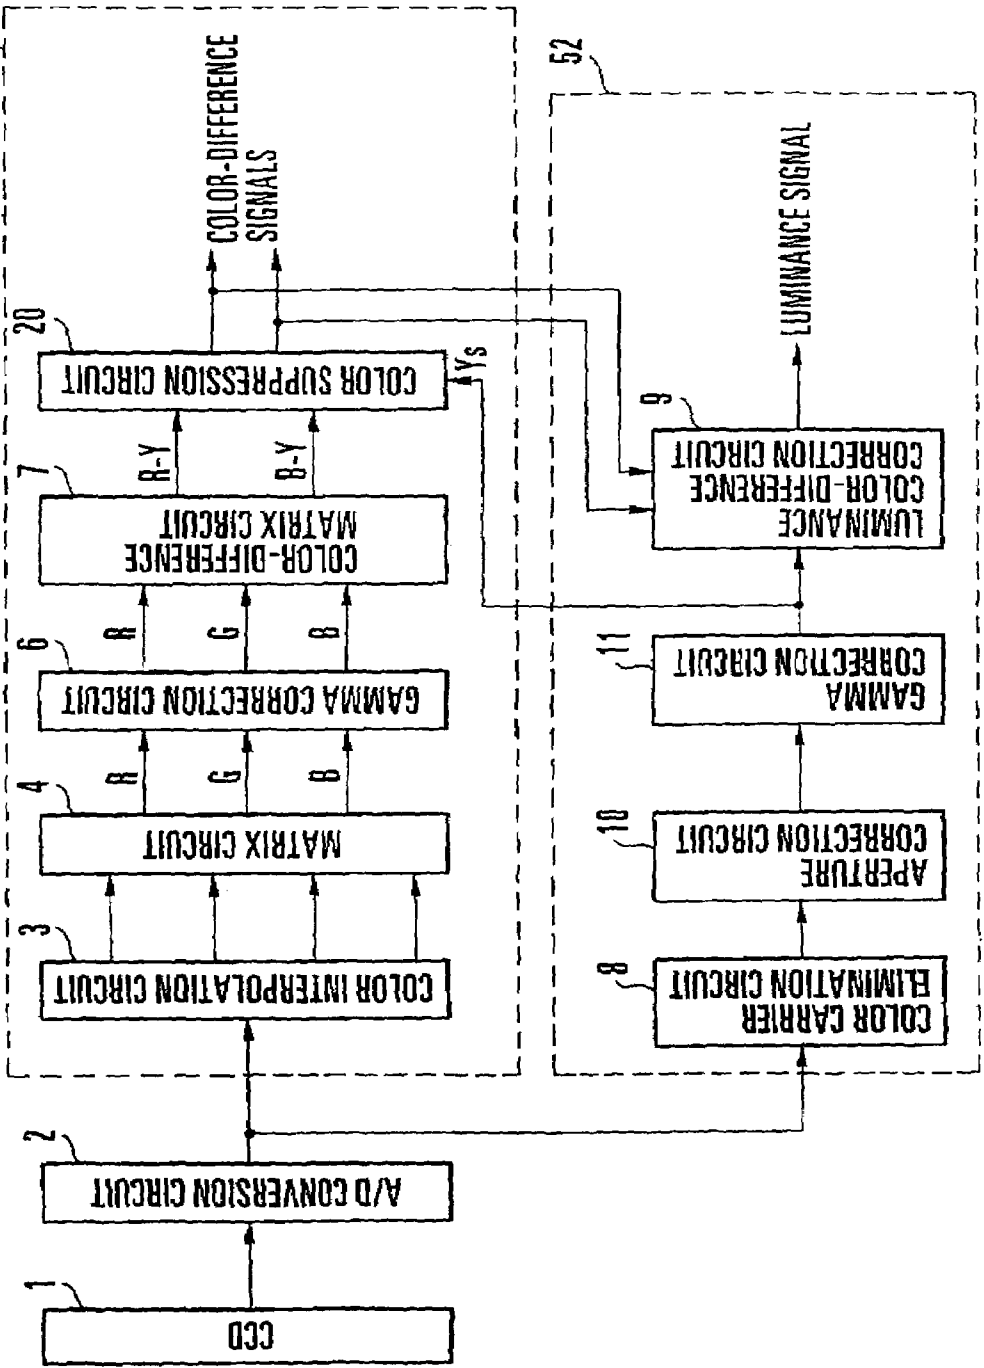 1
CCD
2
A/D CONVERSION CIRCUIT
3
COLOR INTERPOLATION CIRCUIT
4
MATRIX CIRCUIT
R
G
B
6
GAMMA CORRECTION CIRCUIT
R
G
B
7
COLOR-DIFFERENCE
MATRIX CIRCUIT
R-Y
B-Y
20
COLOR SUPPRESSION CIRCUIT
YS
COLOR-DIFFERENCE
SIGNALS
52
8
COLOR CARRIER
ELIMINATION CIRCUIT
10
APERTURE
CORRECTION CIRCUIT
11
GAMMA
CORRECTION CIRCUIT
9
LUMINANCE
COLOR-DIFFERENCE
CORRECTION CIRCUIT
LUMINANCE SIGNAL